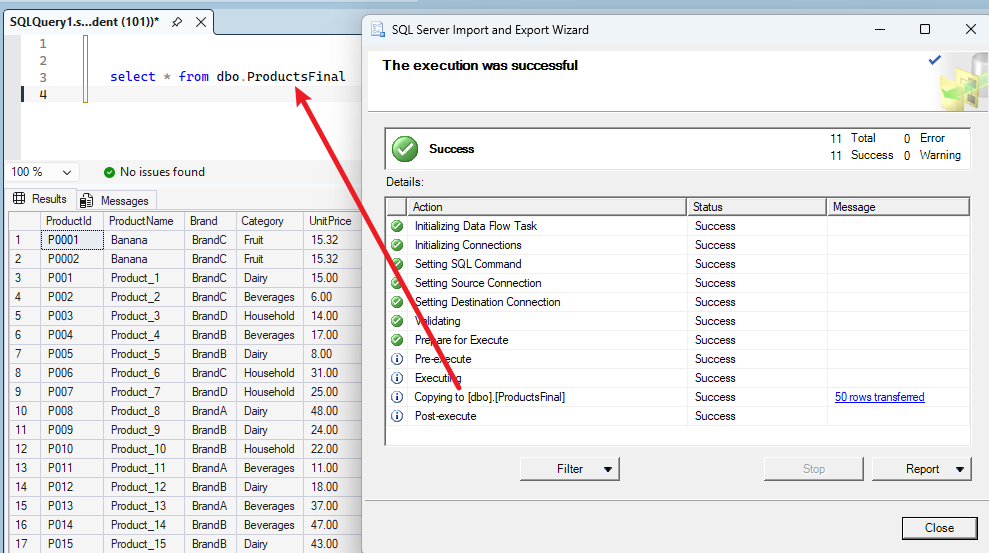 SQLQuery1.s...dent (101))*
1
2
3 select * from dbo.ProductsFinal
4
100 %
No issues found
Results Messages
ProductId ProductName Brand Category UnitPrice
1 P0001 Banana BrandC Fruit 15.32
2 P0002 Banana BrandC Fruit 15.32
3 P001 Product_1 BrandC Dairy 15.00
4 P002 Product_2 BrandC Beverages 6.00
5 P003 Product_3 BrandD Household 14.00
6 P004 Product_4 BrandB Beverages 17.00
7 P005 Product_5 BrandB Dairy 8.00
8 P006 Product_6 BrandC Household 31.00
9 P007 Product_7 BrandD Household 25.00
10 P008 Product_8 BrandA Dairy 48.00
11 P009 Product_9 BrandB Dairy 24.00
12 P010 Product_10 BrandB Household 22.00
13 P011 Product_11 BrandA Beverages 11.00
14 P012 Product_12 BrandB Dairy 18.00
15 P013 Product_13 BrandA Beverages 37.00
16 P014 Product_14 BrandB Beverages 47.00
17 P015 Product_15 BrandB Dairy 43.00
SQL Server Import and Export Wizard
The execution was successful
Success
11 Total 0 Error
11 Success 0 Warning
Details:
Action Status Message
Initializing Data Flow Task Success
Initializing Connections Success
Setting SQL Command Success
Setting Source Connection Success
Setting Destination Connection Success
Validating Success
Prepare for Execute Success
Pre-execute Success
Executing Success
Copying to [dbo].[ProductsFinal] Success 50 rows transferred
Post-execute Success
Filter Stop Report
Close